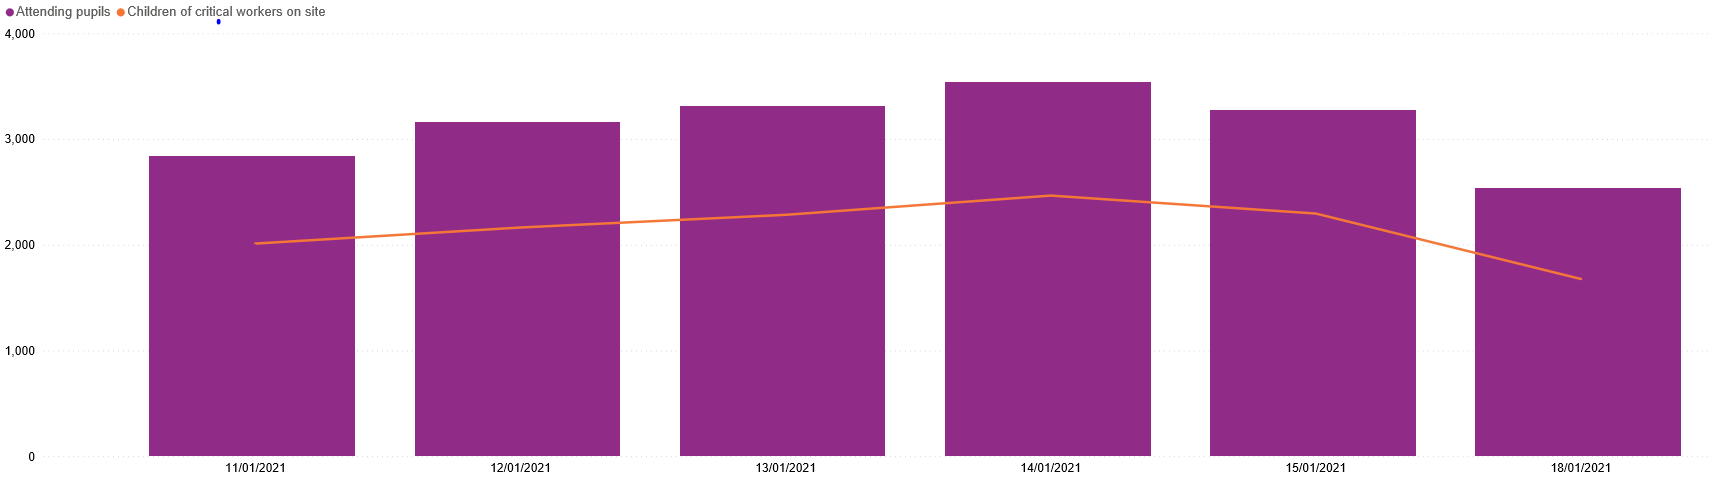 Attending pupils Children of critical workers on site
4,000
3,000
2,000
1,000
0
11/01/2021 12/01/2021 13/01/2021 14/01/2021 15/01/2021 18/01/2021